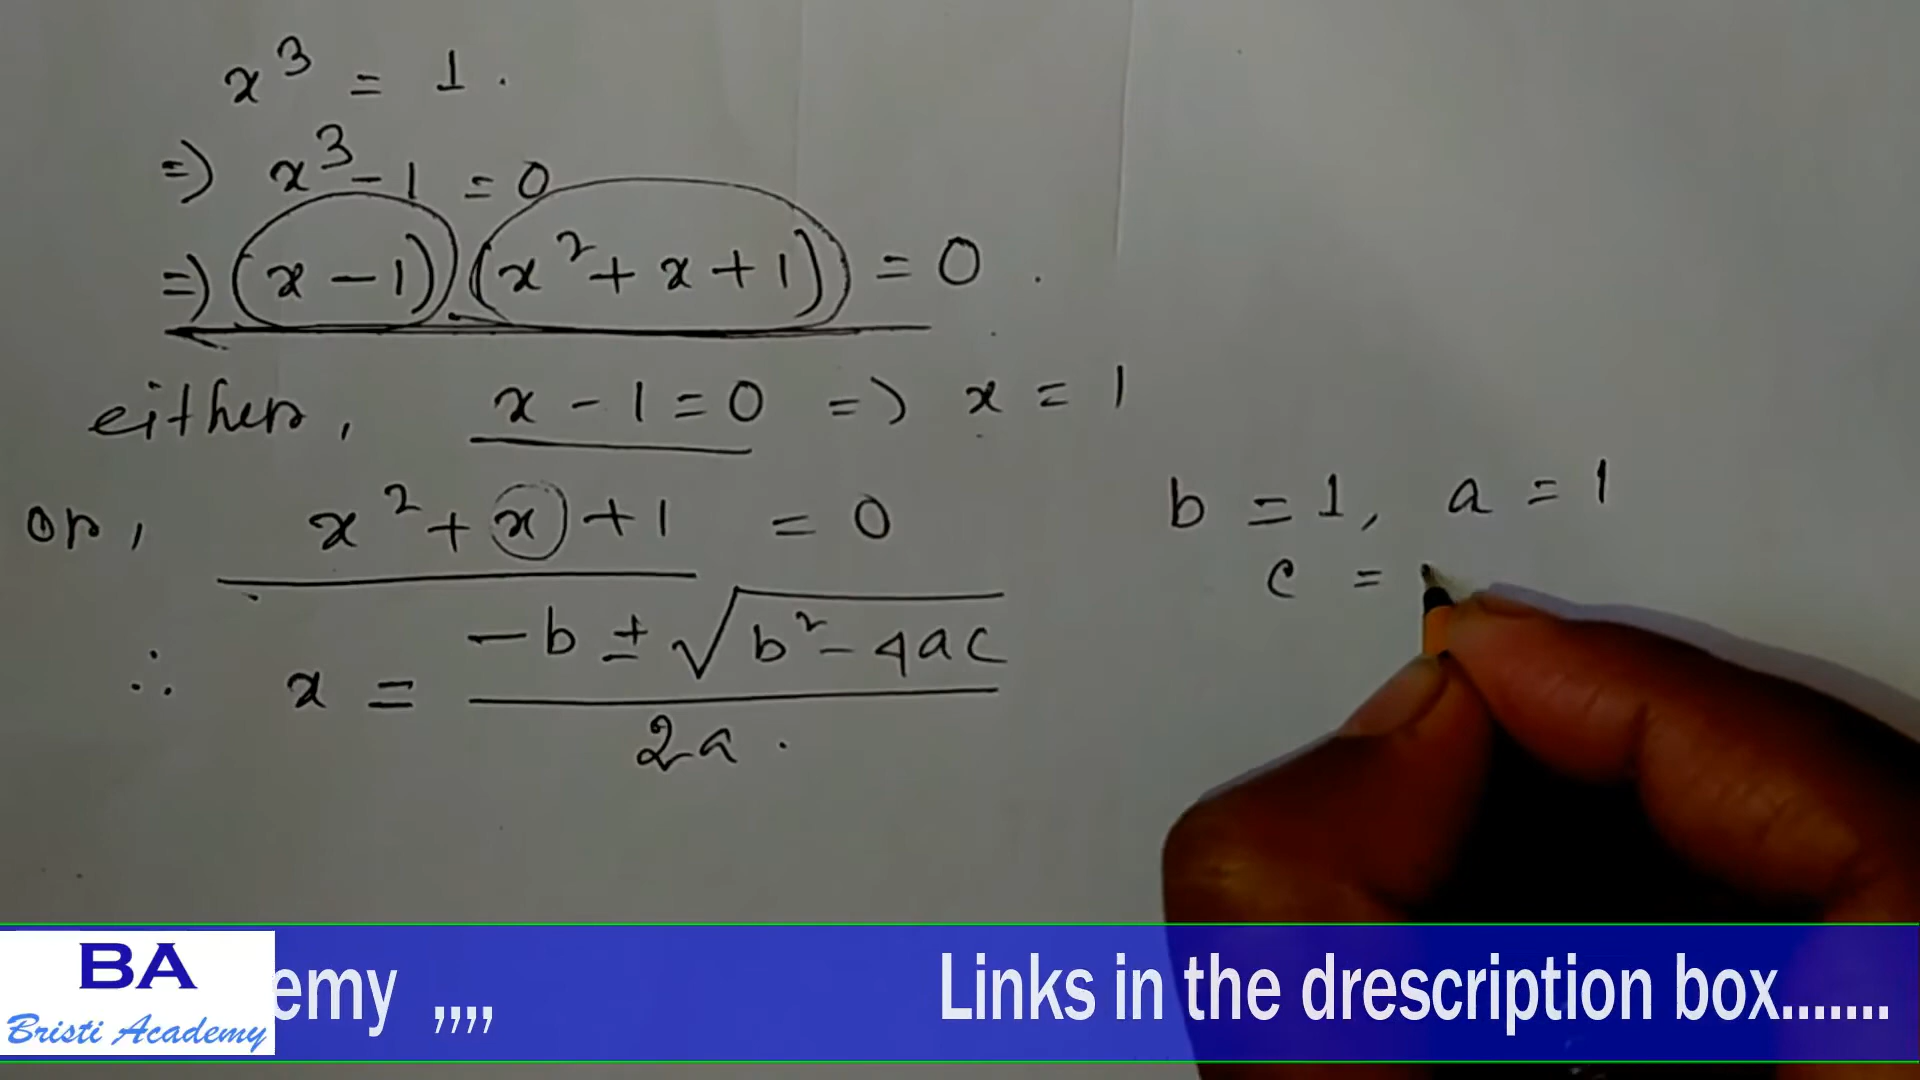 x³ = 1.
=> x³ - 1 = 0
=> (x - 1) (x² + x + 1) = 0.
either, x - 1 = 0 => x = 1
or, x² + x + 1 = 0
b = 1, a = 1
c =
∴ x = (-b ± √(b² - 4ac)) / 2a.
BA
Bristi Academy
emy ,,,, Links in the drescription box.......